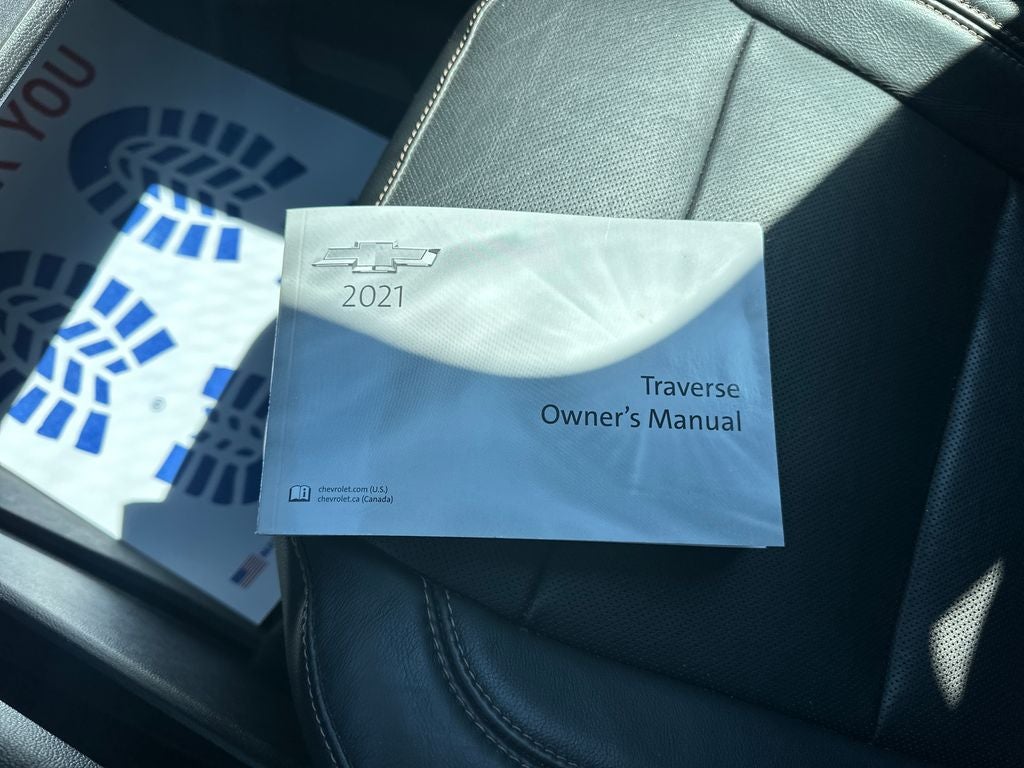 YOU
2021
Traverse
Owner's Manual
chevrolet.com (U.S.)
chevrolet.ca (Canada)